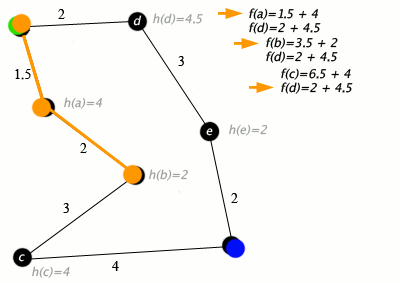 2
d
h(d)=4.5
f(a)=1.5 + 4
f(d)=2 + 4.5
f(b)=3.5 + 2
f(d)=2 + 4.5
f(c)=6.5 + 4
f(d)=2 + 4.5
1.5
3
h(a)=4
e
h(e)=2
2
h(b)=2
3
2
c
h(c)=4
4